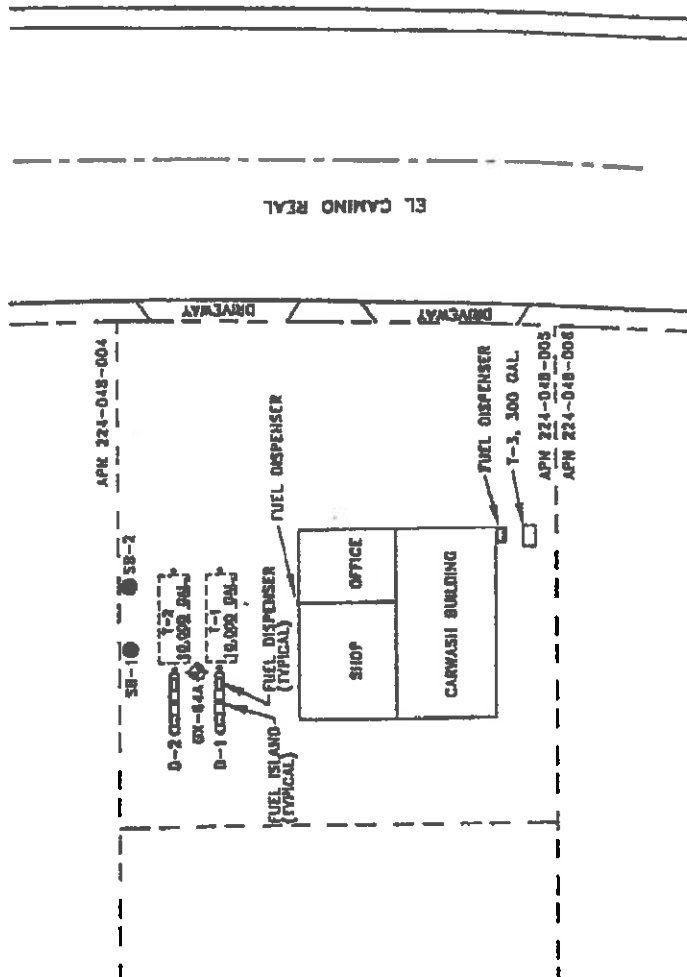 EL CAMINO REAL
DRIVEWAY
DRIVEWAY
APN 224-048-004
FUEL DISPENSER
FUEL DISPENSER
T-3, 300 GAL.
APN 224-048-005
APN 224-048-006
SB-2
SB-1
T-2
10,000 GAL.
T-1
10,000 GAL.
D-2
GX-64A
D-1
FUEL DISPENSER
(TYPICAL)
FUEL ISLAND
(TYPICAL)
OFFICE
SHOP
CARWASH BUILDING